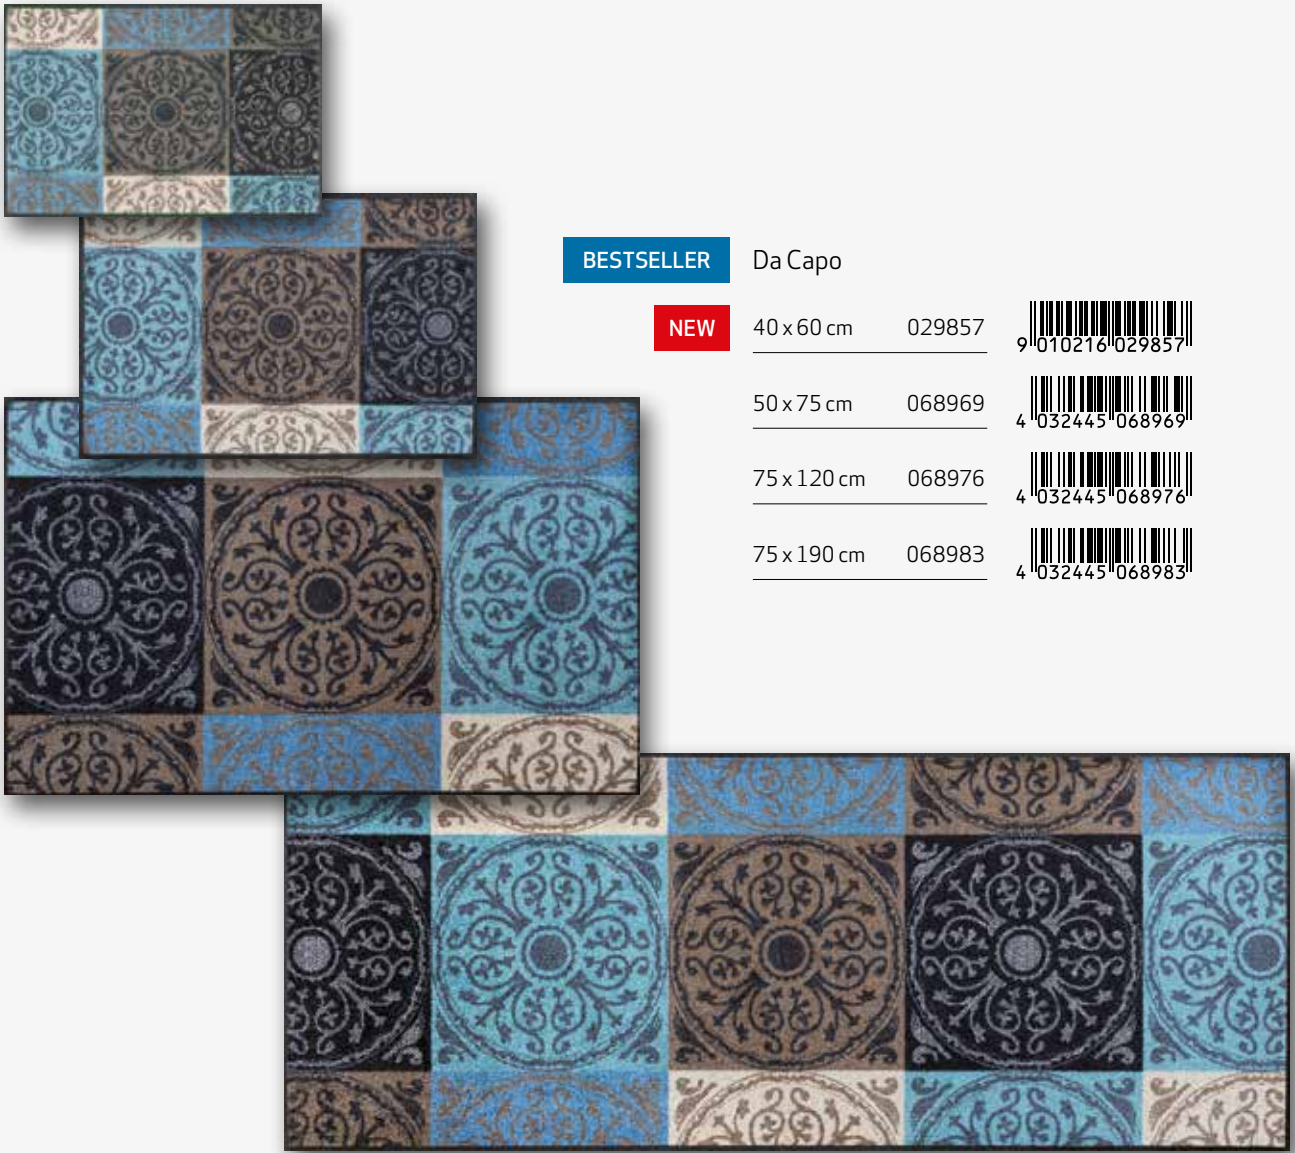 BESTSELLER Da Capo
NEW 40 x 60 cm 029857
9 010216 029857
50 x 75 cm 068969
4 032445 068969
75 x 120 cm 068976
4 032445 068976
75 x 190 cm 068983
4 032445 068983